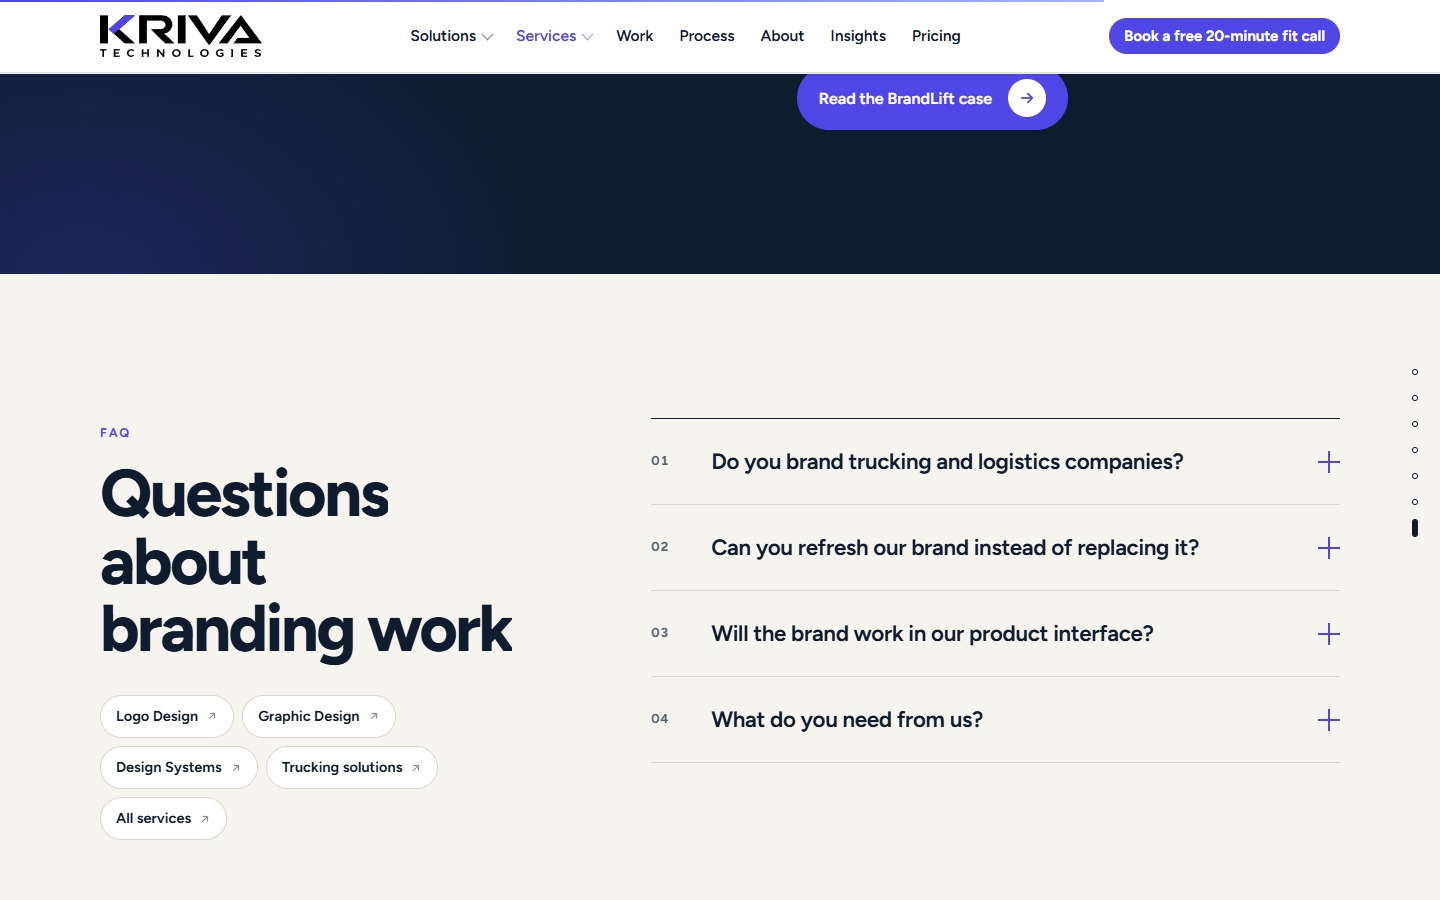 KRIVA
TECHNOLOGIES
Solutions
Services
Work
Process
About
Insights
Pricing
Book a free 20-minute fit call
Read the BrandLift case
FAQ
Questions
about
branding work
Logo Design
Graphic Design
Design Systems
Trucking solutions
All services
01 Do you brand trucking and logistics companies?
02 Can you refresh our brand instead of replacing it?
03 Will the brand work in our product interface?
04 What do you need from us?